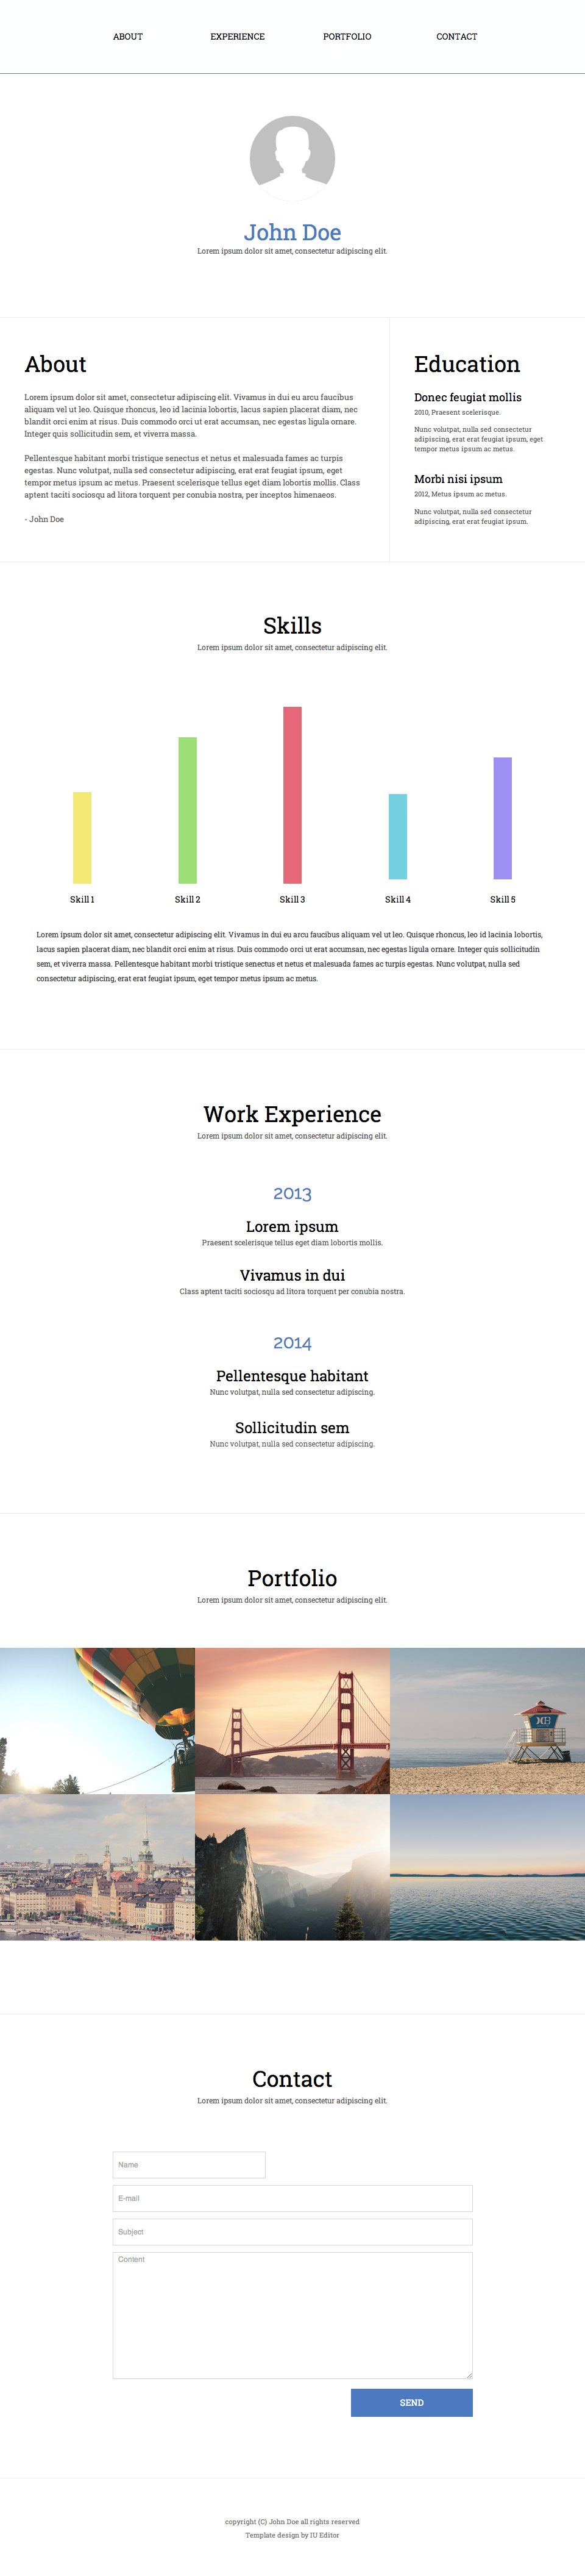 ABOUT EXPERIENCE PORTFOLIO CONTACT
John Doe
Lorem ipsum dolor sit amet, consectetur adipiscing elit.
About
Lorem ipsum dolor sit amet, consectetur adipiscing elit. Vivamus in dui eu arcu faucibus
aliquam vel ut leo. Quisque rhoncus, leo id lacinia lobortis, lacus sapien placerat diam, nec
blandit orci enim at risus. Duis commodo orci ut erat accumsan, nec egestas ligula ornare.
Integer quis sollicitudin sem, et viverra massa.
Pellentesque habitant morbi tristique senectus et netus et malesuada fames ac turpis
egestas. Nunc volutpat, nulla sed consectetur adipiscing, erat erat feugiat ipsum, eget
tempor metus ipsum ac metus. Praesent scelerisque tellus eget diam lobortis mollis. Class
aptent taciti sociosqu ad litora torquent per conubia nostra, per inceptos himenaeos.
- John Doe
Education
Donec feugiat mollis
2010, Praesent scelerisque.
Nunc volutpat, nulla sed consectetur
adipiscing, erat erat feugiat ipsum, eget
tempor metus ipsum ac metus.
Morbi nisi ipsum
2012, Metus ipsum ac metus.
Nunc volutpat, nulla sed consectetur
adipiscing, erat erat feugiat ipsum.
Skills
Lorem ipsum dolor sit amet, consectetur adipiscing elit.
Skill 1 Skill 2 Skill 3 Skill 4 Skill 5
Lorem ipsum dolor sit amet, consectetur adipiscing elit. Vivamus in dui eu arcu faucibus aliquam vel ut leo. Quisque rhoncus, leo id lacinia lobortis,
lacus sapien placerat diam, nec blandit orci enim at risus. Duis commodo orci ut erat accumsan, nec egestas ligula ornare. Integer quis sollicitudin
sem, et viverra massa. Pellentesque habitant morbi tristique senectus et netus et malesuada fames ac turpis egestas. Nunc volutpat, nulla sed
consectetur adipiscing, erat erat feugiat ipsum, eget tempor metus ipsum ac metus.
Work Experience
Lorem ipsum dolor sit amet, consectetur adipiscing elit.
2013
Lorem ipsum
Praesent scelerisque tellus eget diam lobortis mollis.
Vivamus in dui
Class aptent taciti sociosqu ad litora torquent per conubia nostra.
2014
Pellentesque habitant
Nunc volutpat, nulla sed consectetur adipiscing.
Sollicitudin sem
Nunc volutpat, nulla sed consectetur adipiscing.
Portfolio
Lorem ipsum dolor sit amet, consectetur adipiscing elit.
Contact
Lorem ipsum dolor sit amet, consectetur adipiscing elit.
Name
E-mail
Subject
Content
SEND
copyright (C) John Doe all rights reserved
Template design by IU Editor